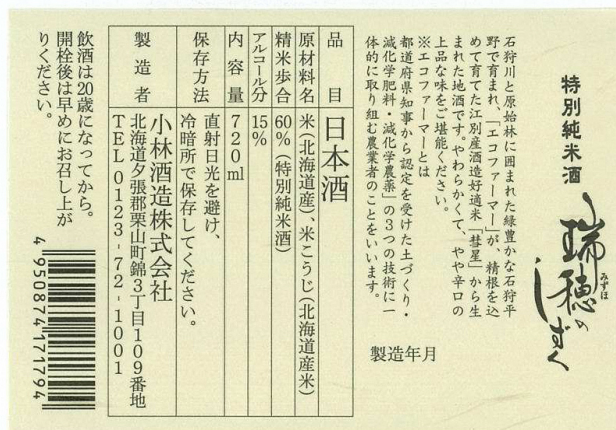 特別純米酒
瑞穂のしずく
みずほ
石狩川と原始林に囲まれた緑豊かな石狩平
野で育まれ、「エコファーマー」が、精根を込
めて育てた江別産酒造好適米「彗星」から生
まれた地酒です。やわらかくて、やや辛口の
上品な味をご堪能ください。
※エコファーマーとは
都道府県知事から認定を受けた土づくり・
減化学肥料・減化学農薬」の3つの技術に一
体的に取り組む農業者のことをいいます。
製造年月
品目 日本酒
原材料名 米(北海道産)、米こうじ(北海道産米)
精米歩合 60%(特別純米酒)
アルコール分 15%
内容量 720ml
保存方法 直射日光を避け、
冷暗所で保存してください。
製造者 小林酒造株式会社
北海道夕張郡栗山町錦3丁目109番地
TEL 0123-72-1001
飲酒は20歳になってから。
開栓後は早めにお召し上が
りください。
4950874171794